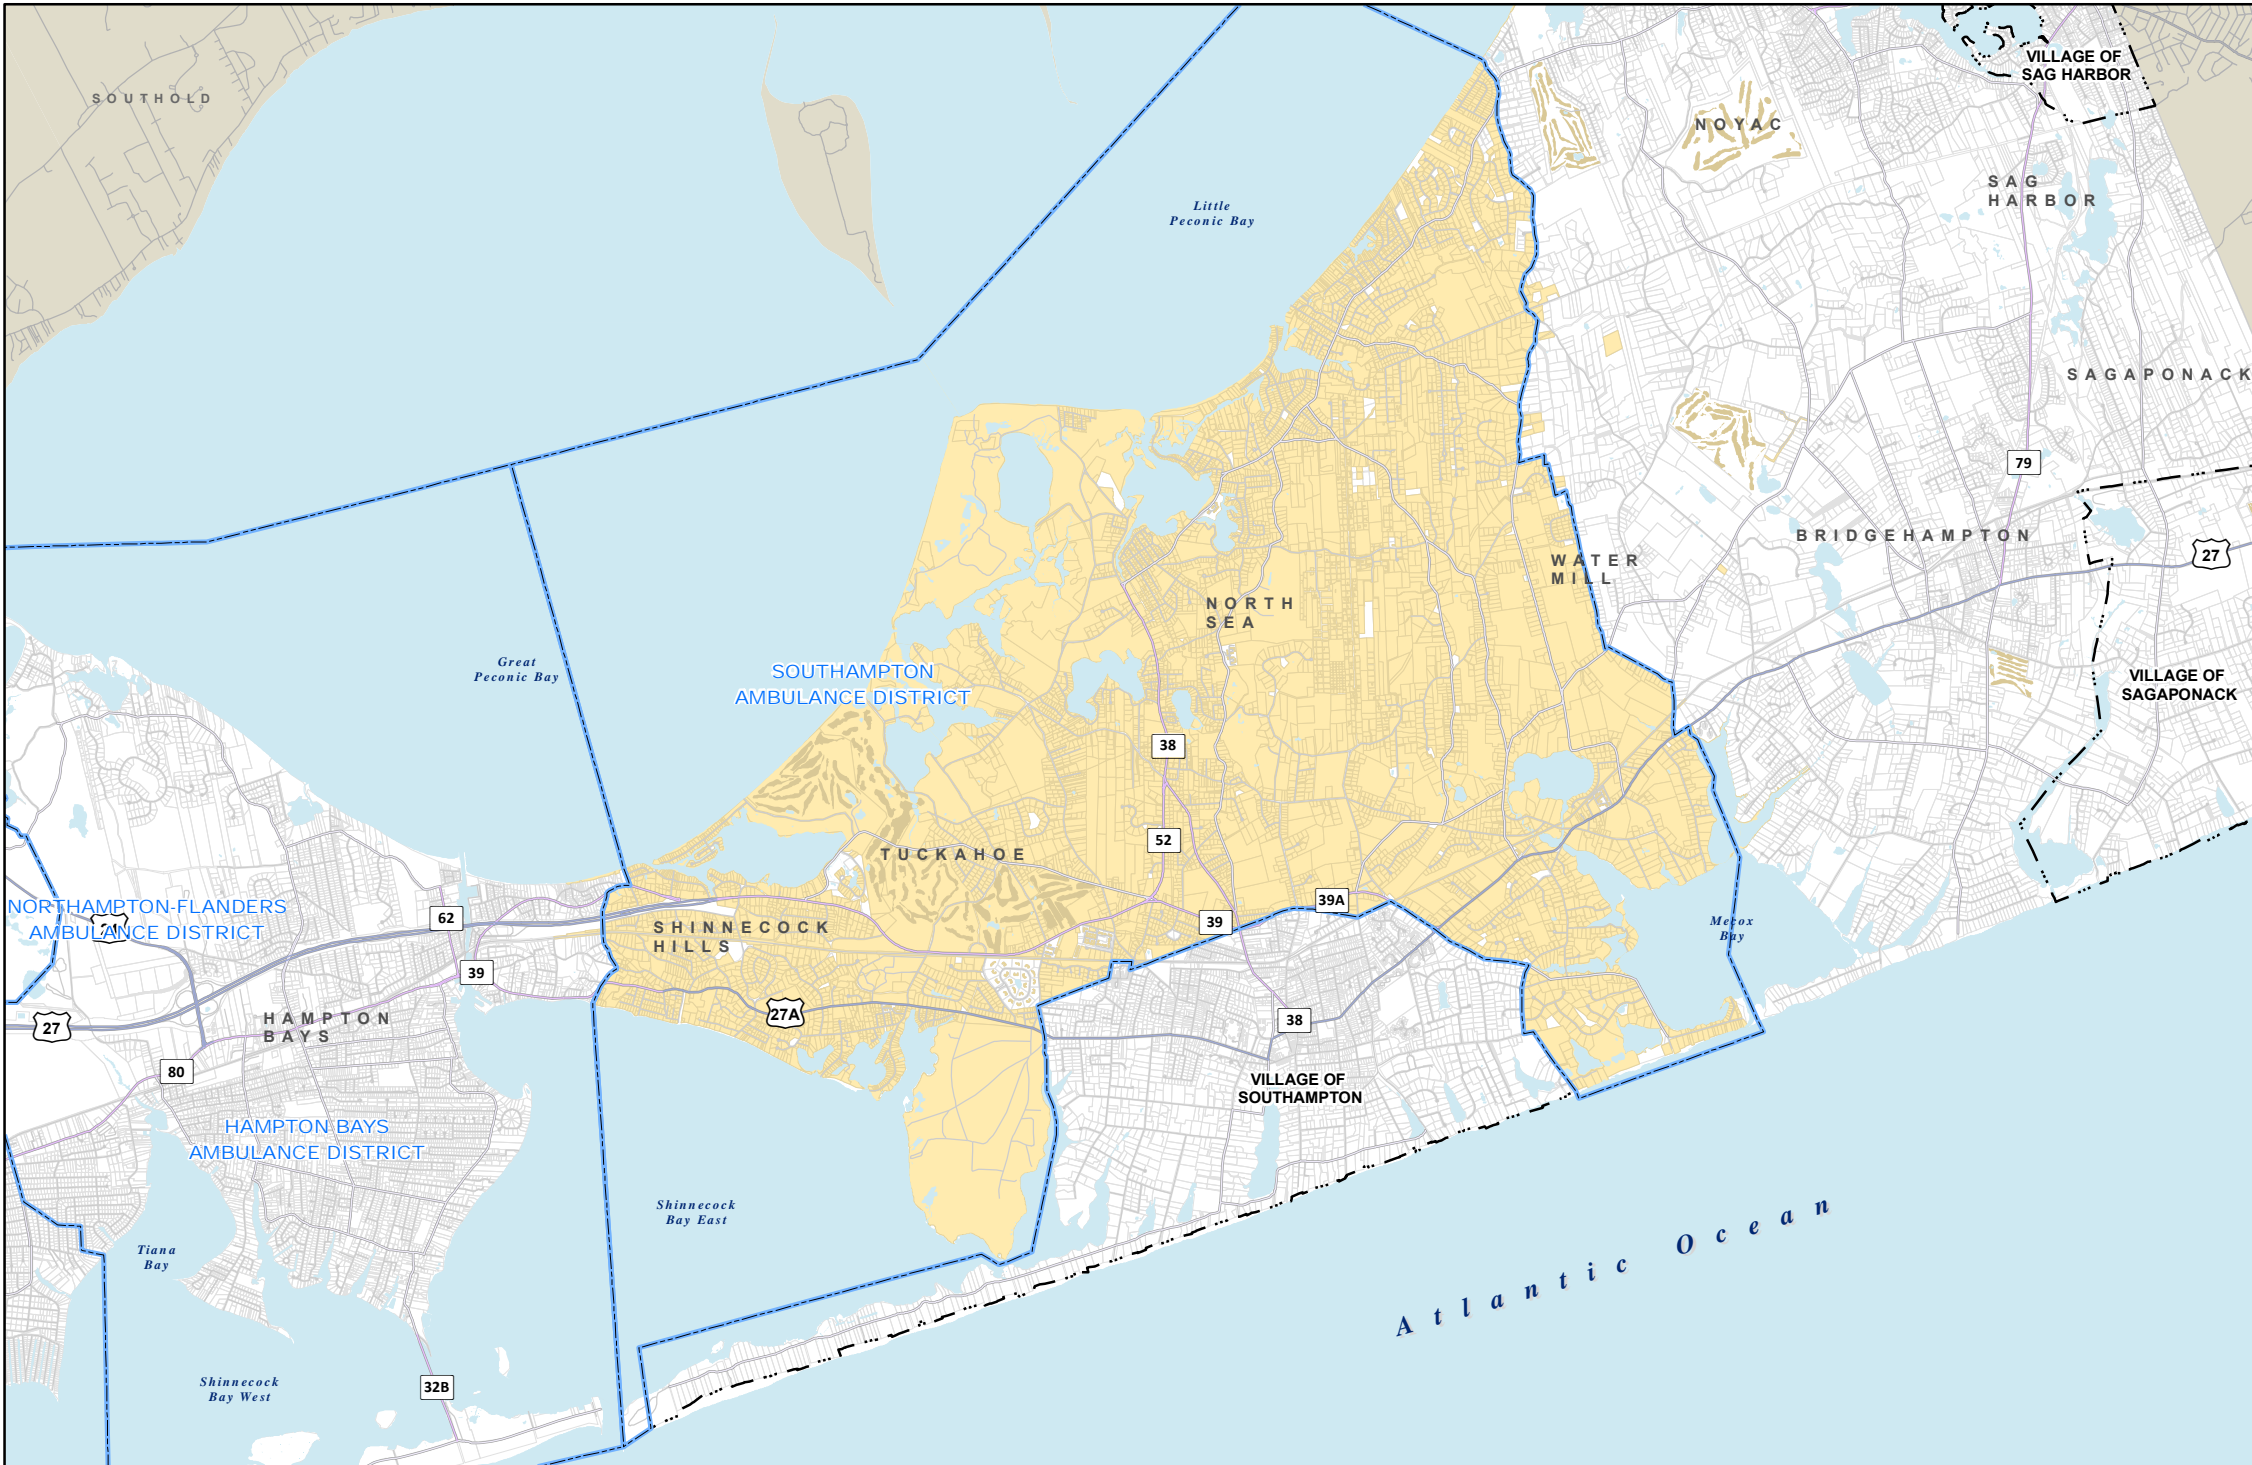 SOUTHOLD
VILLAGE OF
SAG HARBOR
NOYAC
SAG
HARBOR
Little
Peconic Bay
SAGAPONACK
79
BRIDGEHAMPTON
27
WATER
MILL
NORTH
SEA
Great
Peconic Bay
SOUTHAMPTON
AMBULANCE DISTRICT
VILLAGE OF
SAGAPONACK
38
52
TUCKAHOE
39A
NORTHAMPTON-FLANDERS
AMBULANCE DISTRICT
62
39
SHINNECOCK
HILLS
Mecox
Bay
39
27A
27
HAMPTON
BAYS
38
80
VILLAGE OF
SOUTHAMPTON
HAMPTON BAYS
AMBULANCE DISTRICT
Shinnecock
Bay East
Tiana
Bay
Atlantic Ocean
Shinnecock
Bay West
32B